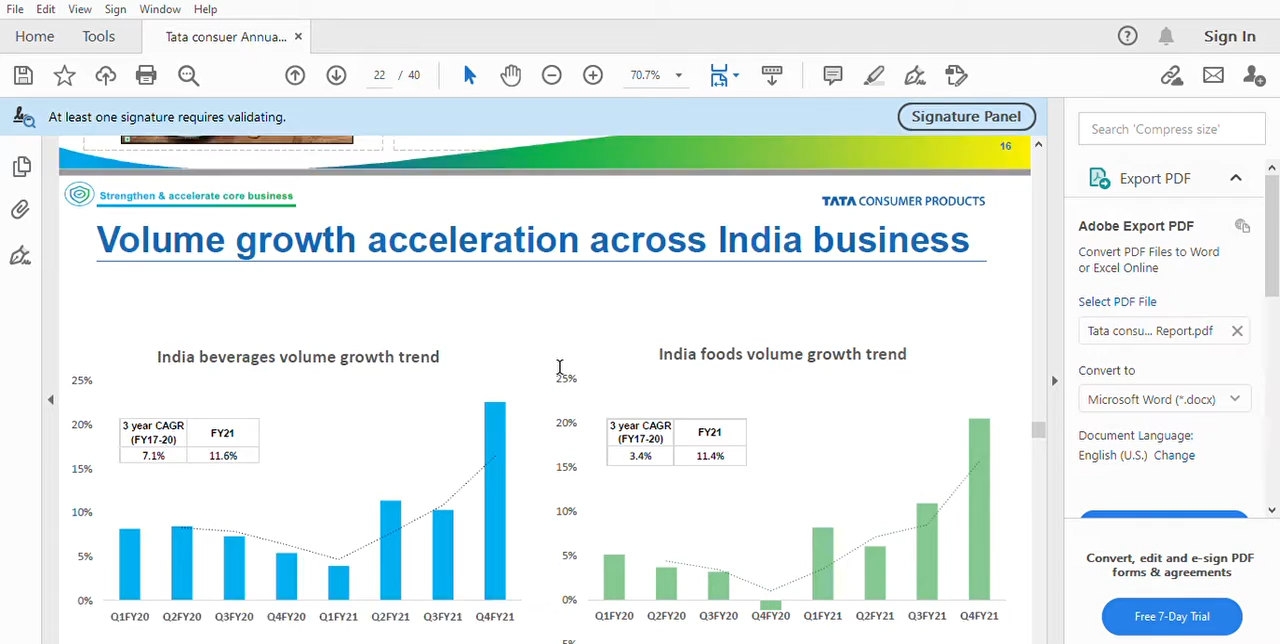 File Edit View Sign Window Help
Home Tools Tata consuer Annua... × Sign In
22 / 40 70.7%
At least one signature requires validating. Signature Panel
Search 'Compress size'
16
Export PDF
Strengthen & accelerate core business
TATA CONSUMER PRODUCTS
Volume growth acceleration across India business
Adobe Export PDF
Convert PDF Files to Word
or Excel Online
Select PDF File
Tata consu... Report.pdf
Convert to
Microsoft Word (*.docx)
Document Language:
English (U.S.) Change
Convert, edit and e-sign PDF
forms & agreements
Free 7-Day Trial
India beverages volume growth trend
25%
20%
15%
10%
5%
0%
3 year CAGR
(FY17-20) FY21
7.1% 11.6%
Q1FY20 Q2FY20 Q3FY20 Q4FY20 Q1FY21 Q2FY21 Q3FY21 Q4FY21
India foods volume growth trend
25%
20%
15%
10%
5%
0%
5%
3 year CAGR
(FY17-20) FY21
3.4% 11.4%
Q1FY20 Q2FY20 Q3FY20 Q4FY20 Q1FY21 Q2FY21 Q3FY21 Q4FY21